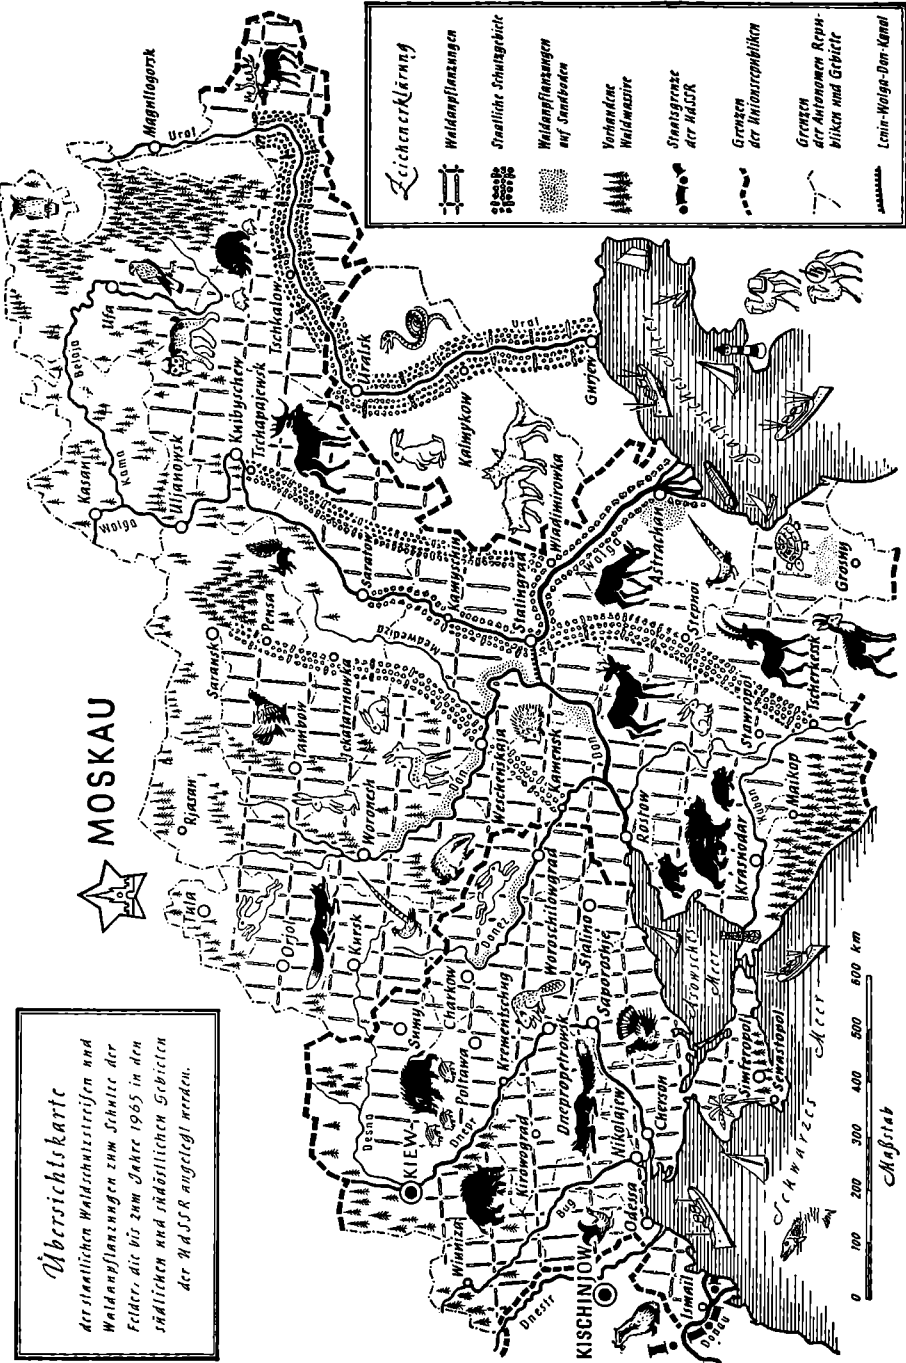 Übersichtskarte
der staatlichen Waldschutzstreifen und
Waldanpflanzungen zum Schutze der
Felder, die bis zum Jahre 1965 in den
südlichen und südöstlichen Gebieten
der UdSSR angelegt werden.
MOSKAU
Zeichenerklärung
Waldanpflanzungen
Staatliche Schutzgebiete
Waldanpflanzungen
auf Sandboden
Vorhandene
Waldmassive
Staatsgrenze
der UdSSR
Grenzen
der Unionsrepubliken
Grenzen
der Autonomen Repu-
bliken und Gebiete
Lenin-Wolga-Don-Kanal
Magnitogorsk
Ural
Ufa
Belaja
Kasan
Kama
Wolga
Uljanowsk
Kuibyschew
Tschapajewsk
Tschkalow
Uralsk
Ural
Gurjew
Kalmykow
Wladimirowka
Saransk
Pensa
Saratow
Kamyschin
Stalingrad
Wolga
Astrachan
Stepnoi
Grosny
Kaspisches Meer
Rjasan
Tambow
Jekaterinowka
Medwediza
Tula
Orjol
Kursk
Woronesh
Don
Weschenskaja
Kamensk
Don
Stawropol
Tscherkessk
Maikop
Kuban
Krasnodar
Rostow
Woroschilowgrad
Donez
Stalino
Saporoshje
Charkow
Sumy
Poltawa
Krementschug
Dnepropetrowsk
Desna
KIEW
Dnepr
Kirowograd
Nikolajew
Cherson
Asowsches
Meer
Simferopol
Sewastopol
Winniza
Bug
Odessa
Dnestr
KISCHINJOW
Ismail
Donau
Schwarzes Meer
0 100 200 300 400 500 600 km
Maßstab